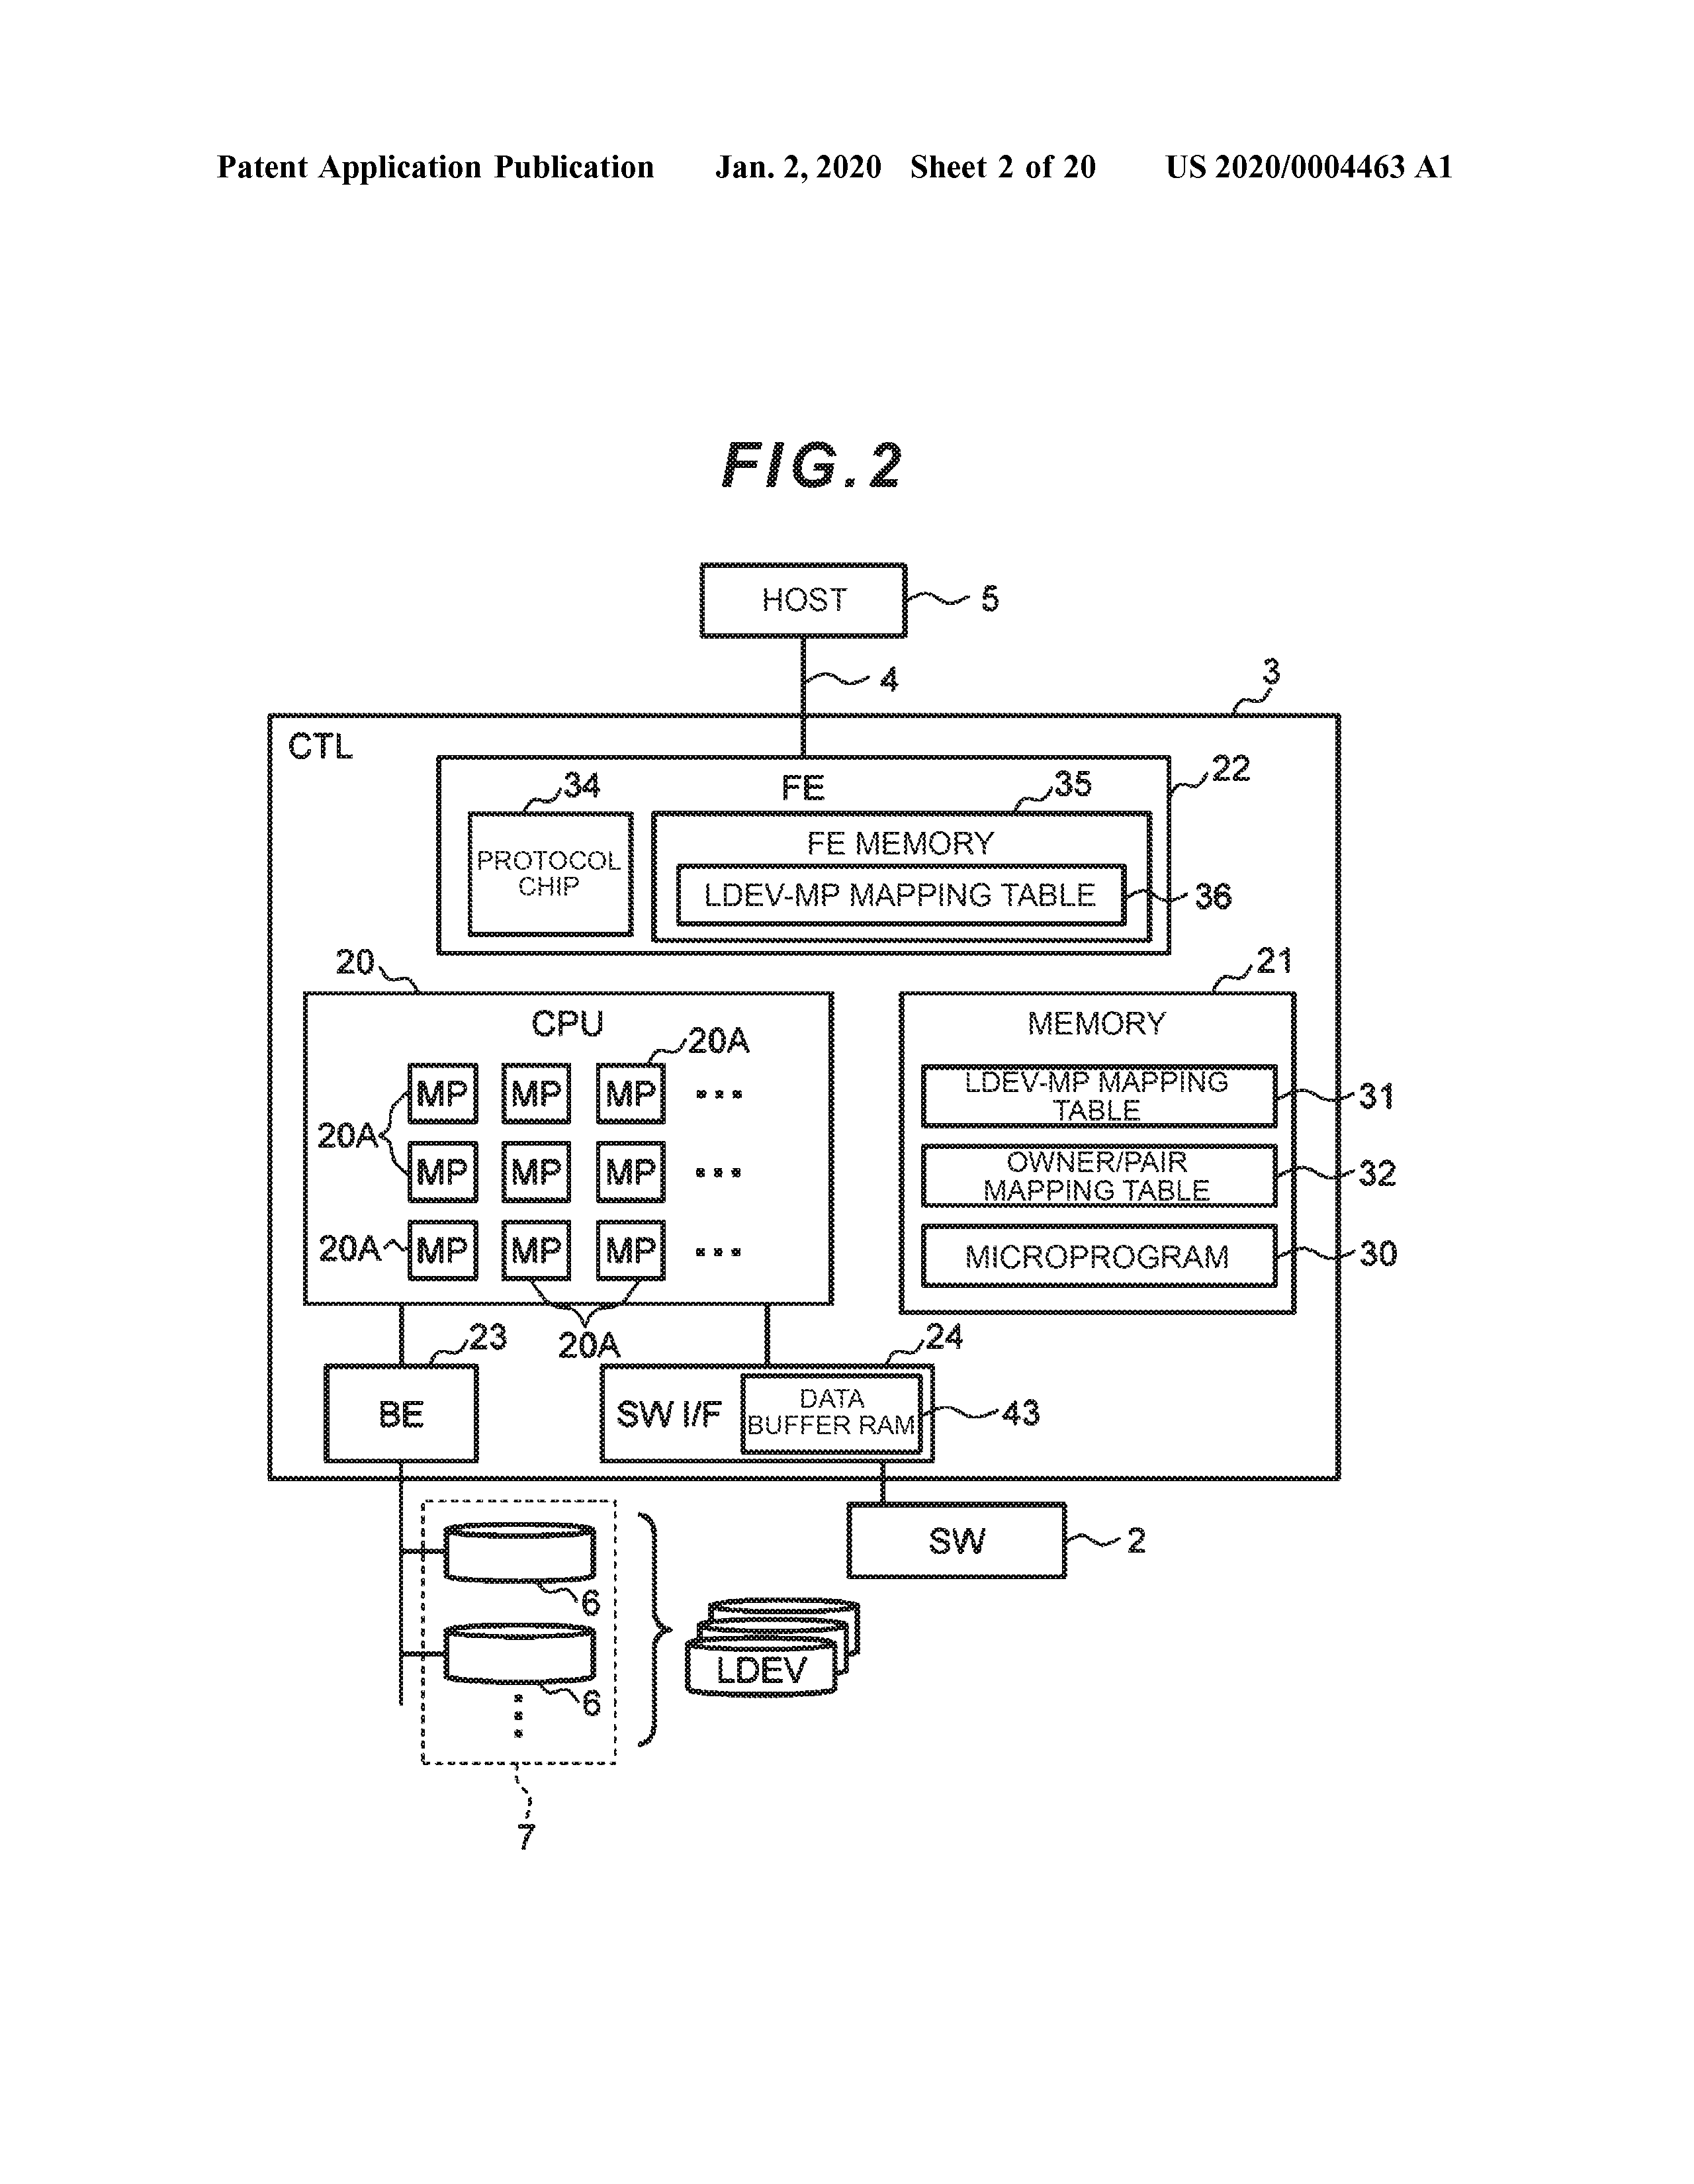 Patent Application Publication Jan. 2, 2020 Sheet 2 of 20 US 2020/0004463 A1
FIG.2
HOST
5
4
3
CTL
34
FE
35
22
PROTOCOL
CHIP
FE MEMORY
LDEV-MP MAPPING TABLE
36
20
21
CPU
20A
MEMORY
MP MP MP ...
LDEV-MP MAPPING
TABLE
31
20A
MP MP MP ...
OWNER/PAIR
MAPPING TABLE
32
20A MP MP MP ...
MICROPROGRAM
30
23
20A
24
BE
SW I/F
DATA
BUFFER RAM
43
SW
2
6
6
LDEV
7